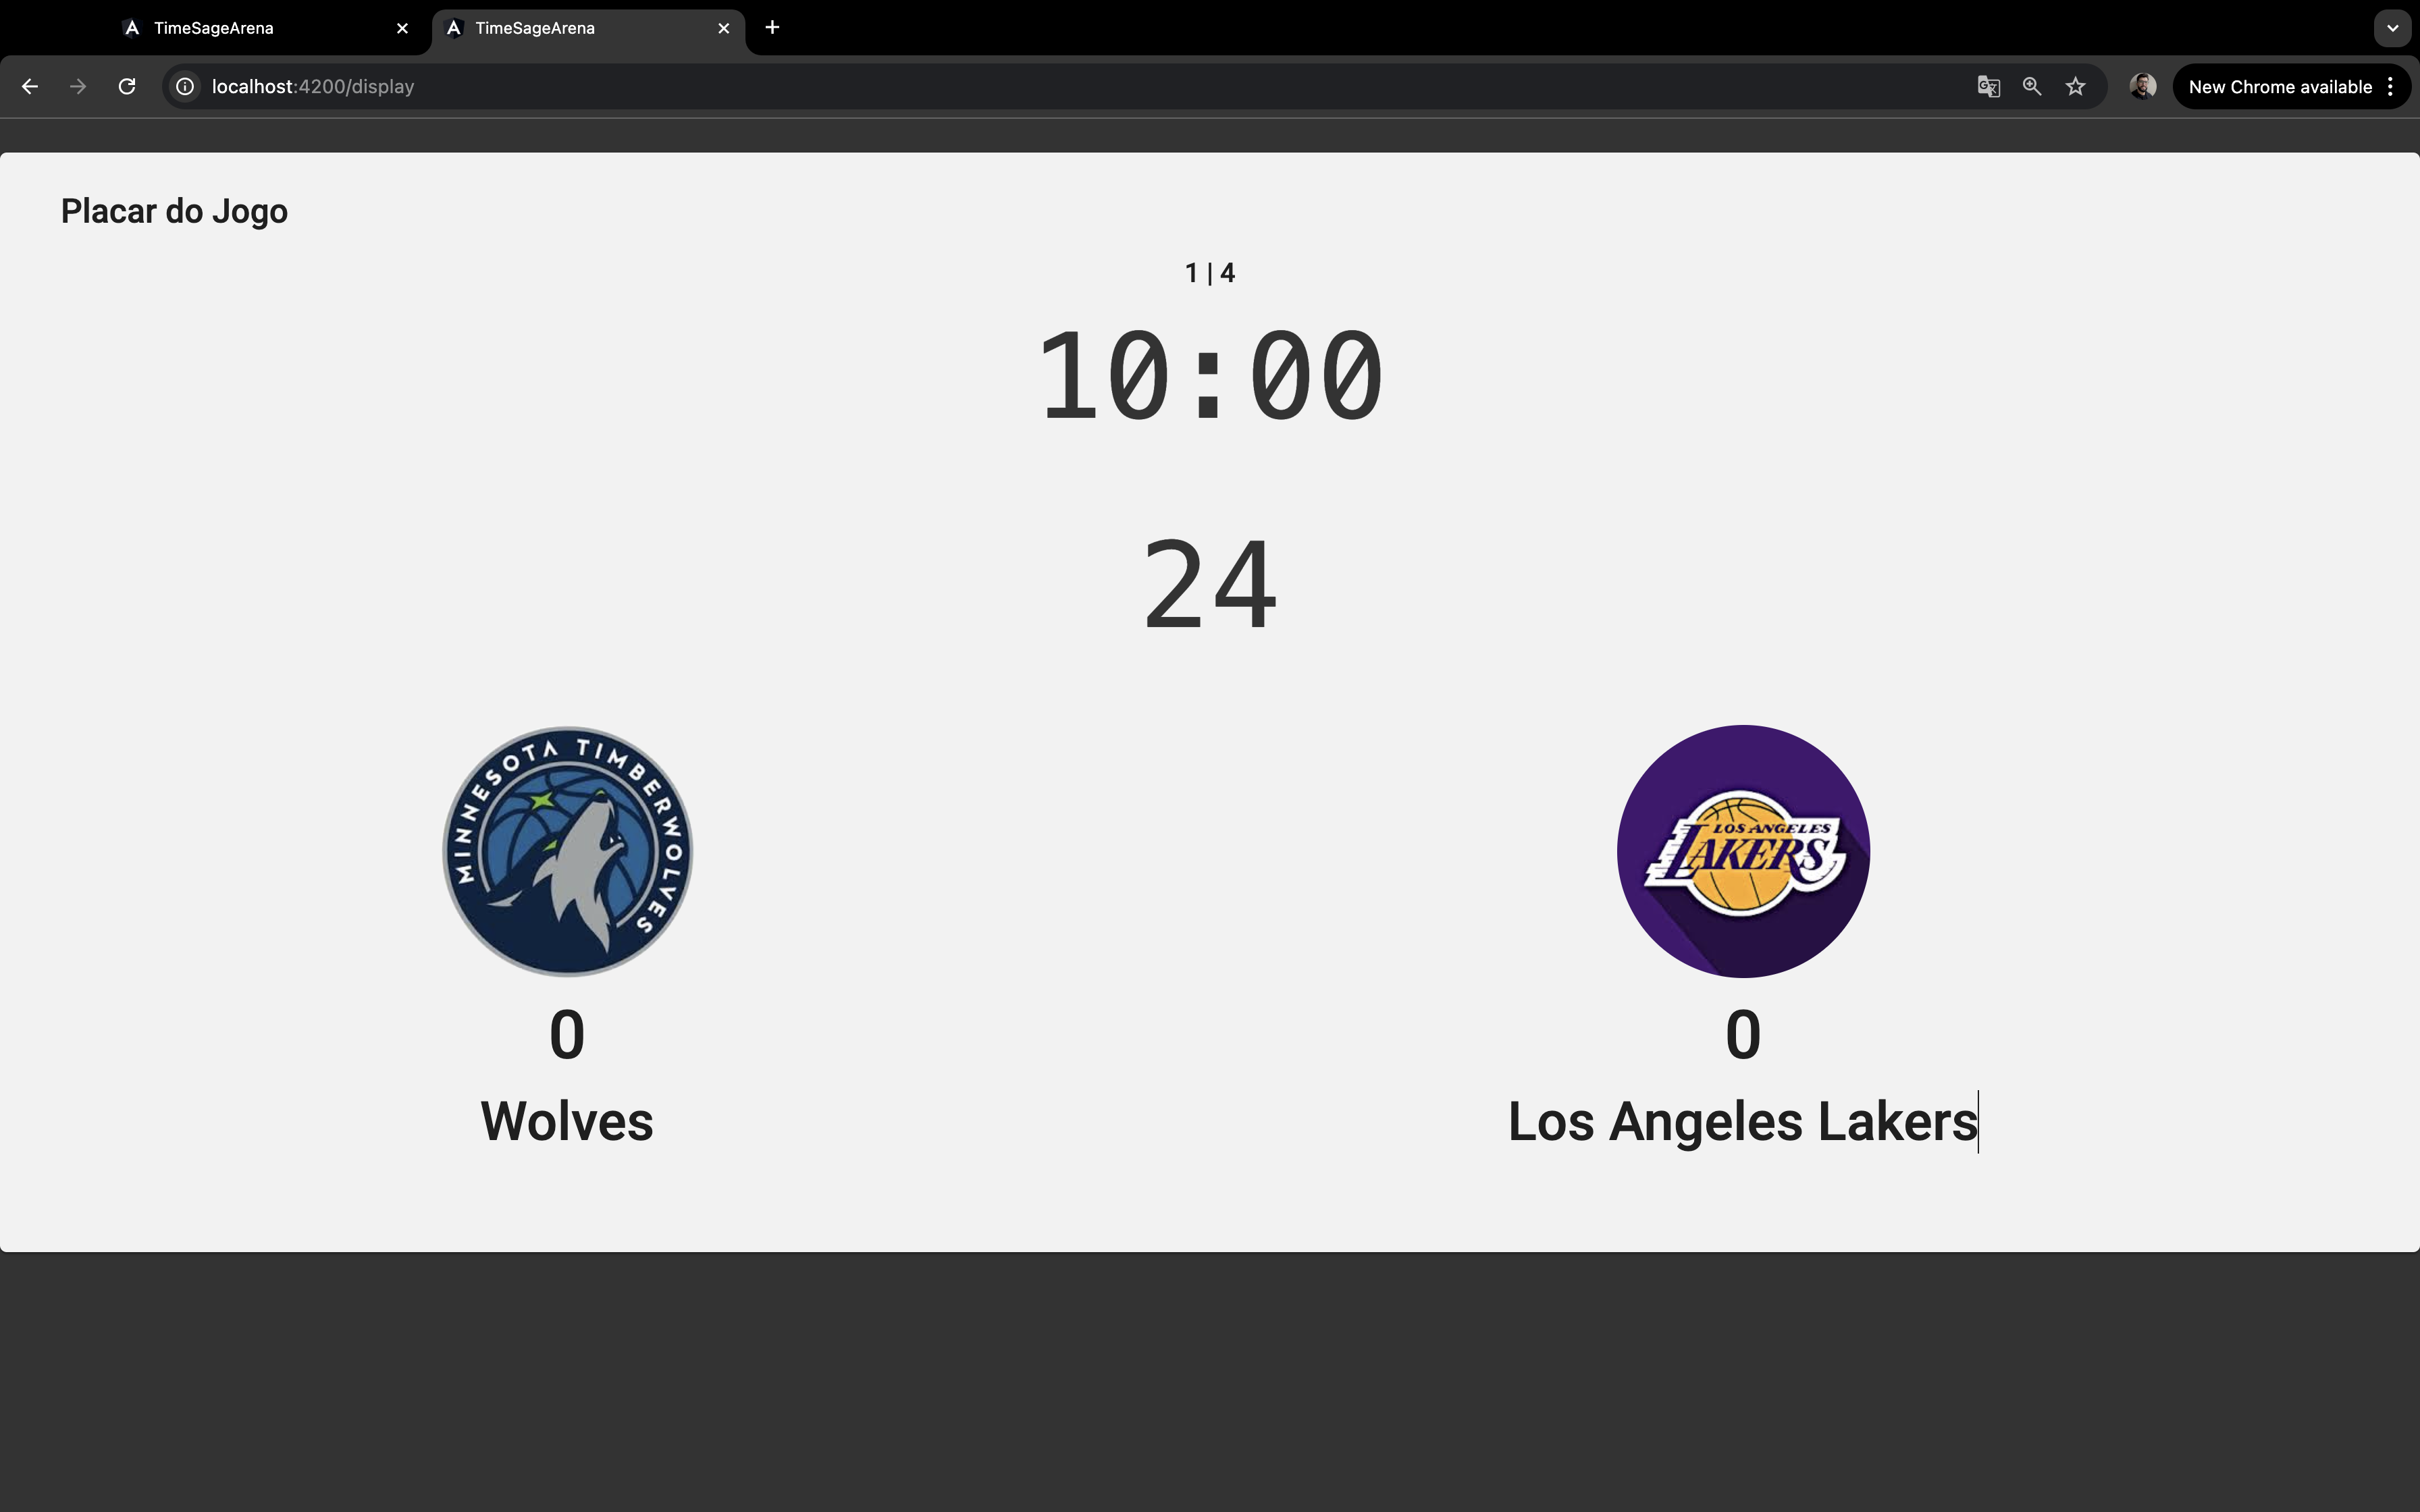 TimeSageArena
TimeSageArena
localhost:4200/display
New Chrome available
Placar do Jogo
1 | 4
10:00
24
MINNESOTA TIMBERWOLVES
LOS ANGELES
LAKERS
0
0
Wolves
Los Angeles Lakers